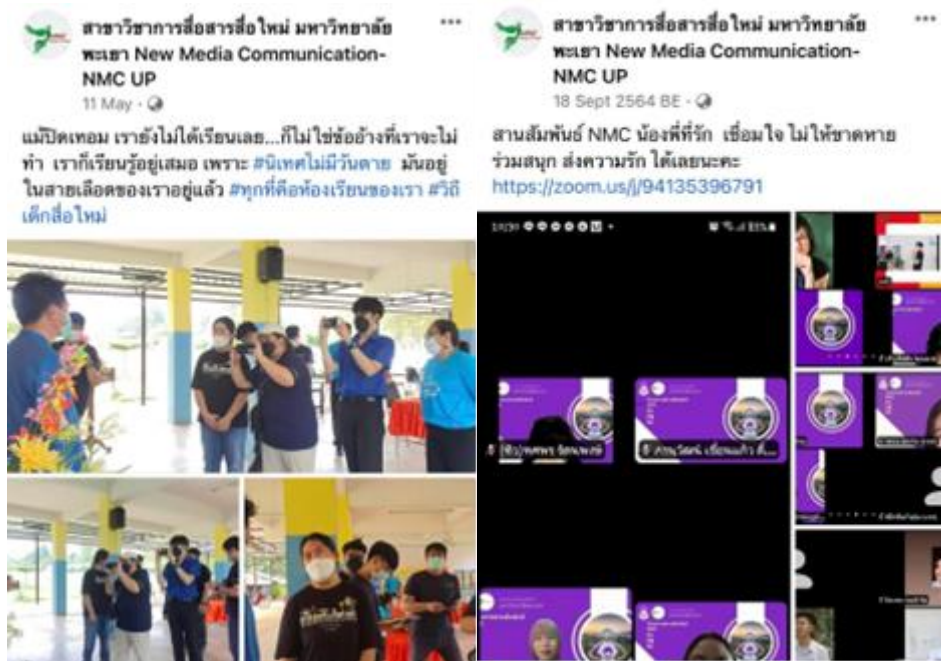 สาขาวิชาการสื่อสารสื่อใหม่ มหาวิทยาลัย
พะเยา New Media Communication-
NMC UP
11 May
แม้ปิดเทอม เรายังไม่ได้เรียนเลย...ก็ไม่ใช่ข้ออ้างที่เราจะไม่
ทำ เราก็เรียนรู้อยู่เสมอ เพราะ #นิเทศไม่มีวันตาย มันอยู่
ในสายเลือดของเราอยู่แล้ว #ทุกที่คือห้องเรียนของเรา #วิถี
เด็กสื่อใหม่
สาขาวิชาการสื่อสารสื่อใหม่ มหาวิทยาลัย
พะเยา New Media Communication-
NMC UP
18 Sept 2564 BE
สานสัมพันธ์ NMC น้องพี่ที่รัก เชื่อมใจ ไม่ให้ขาดหาย
ร่วมสนุก ส่งความรัก ได้เลยนะคะ
https://zoom.us/j/94135396791